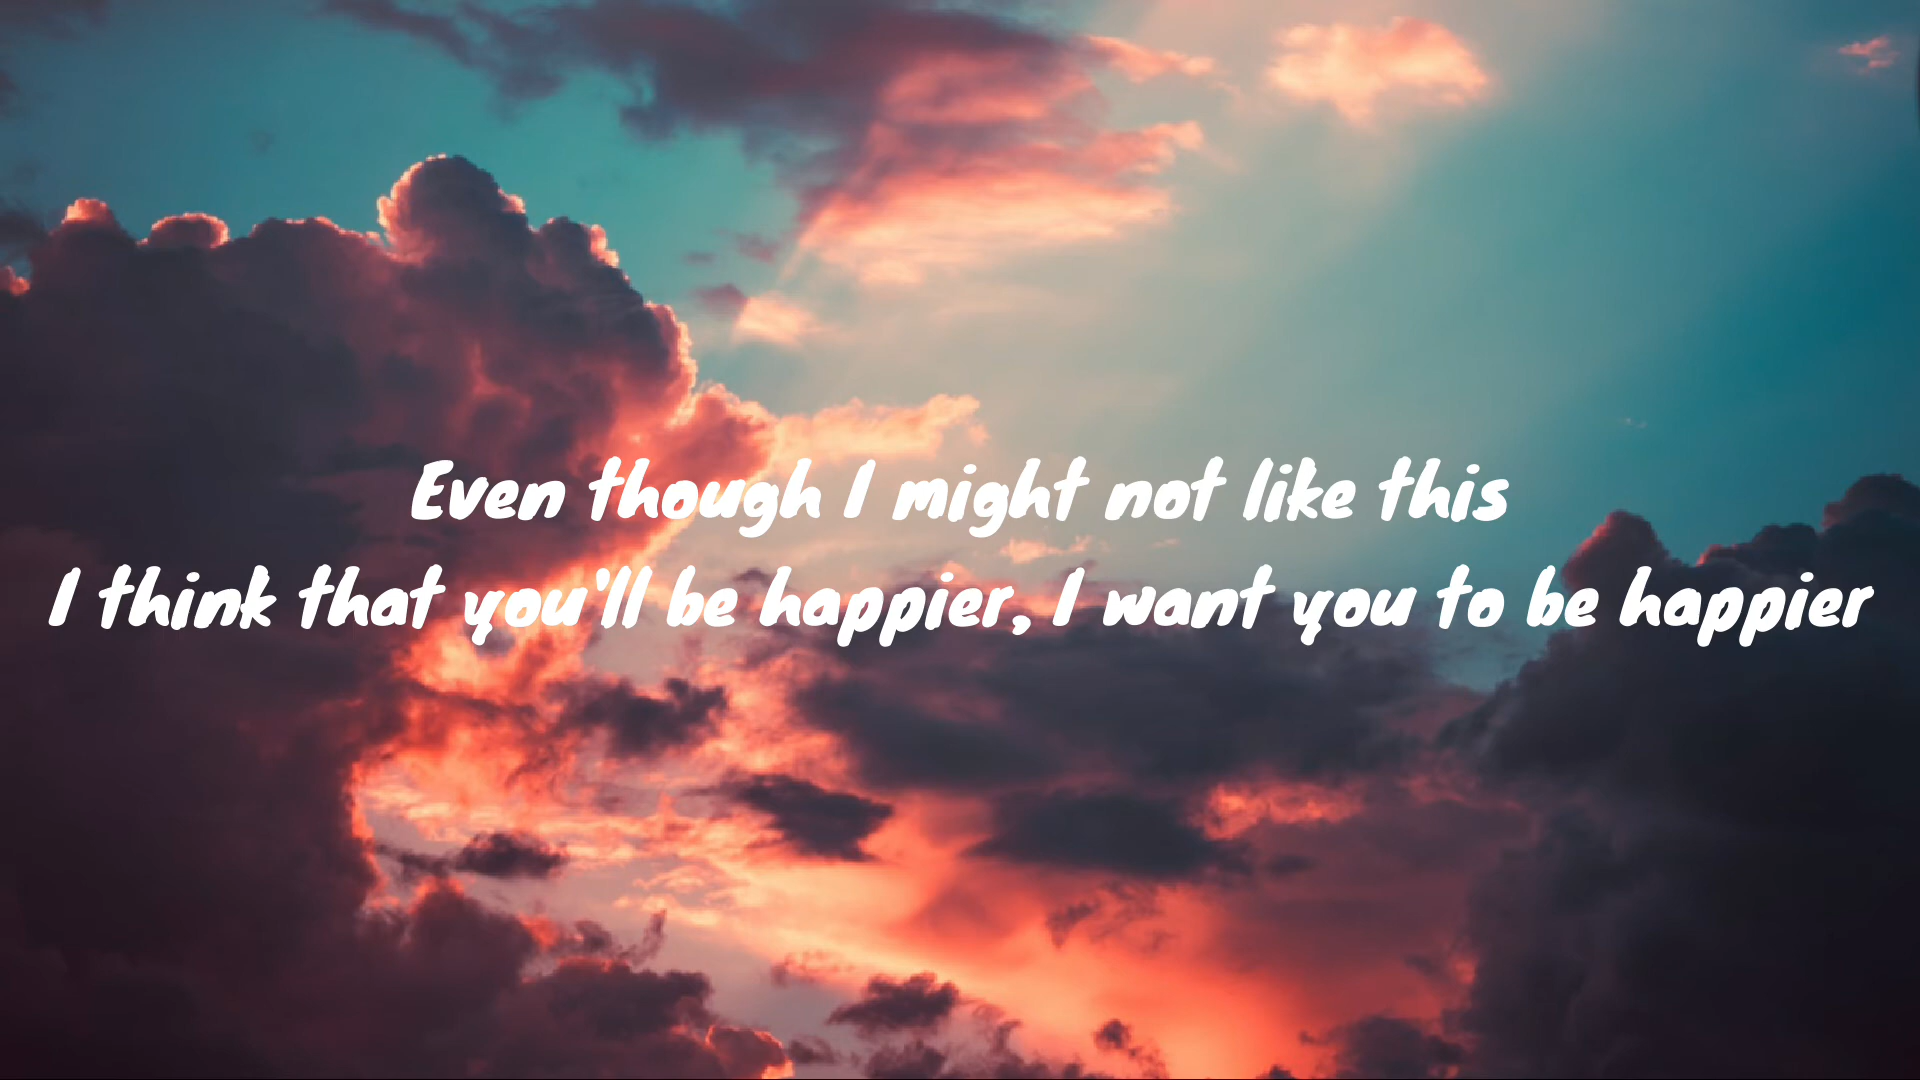 Even though I might not like this
I think that you'll be happier, I want you to be happier